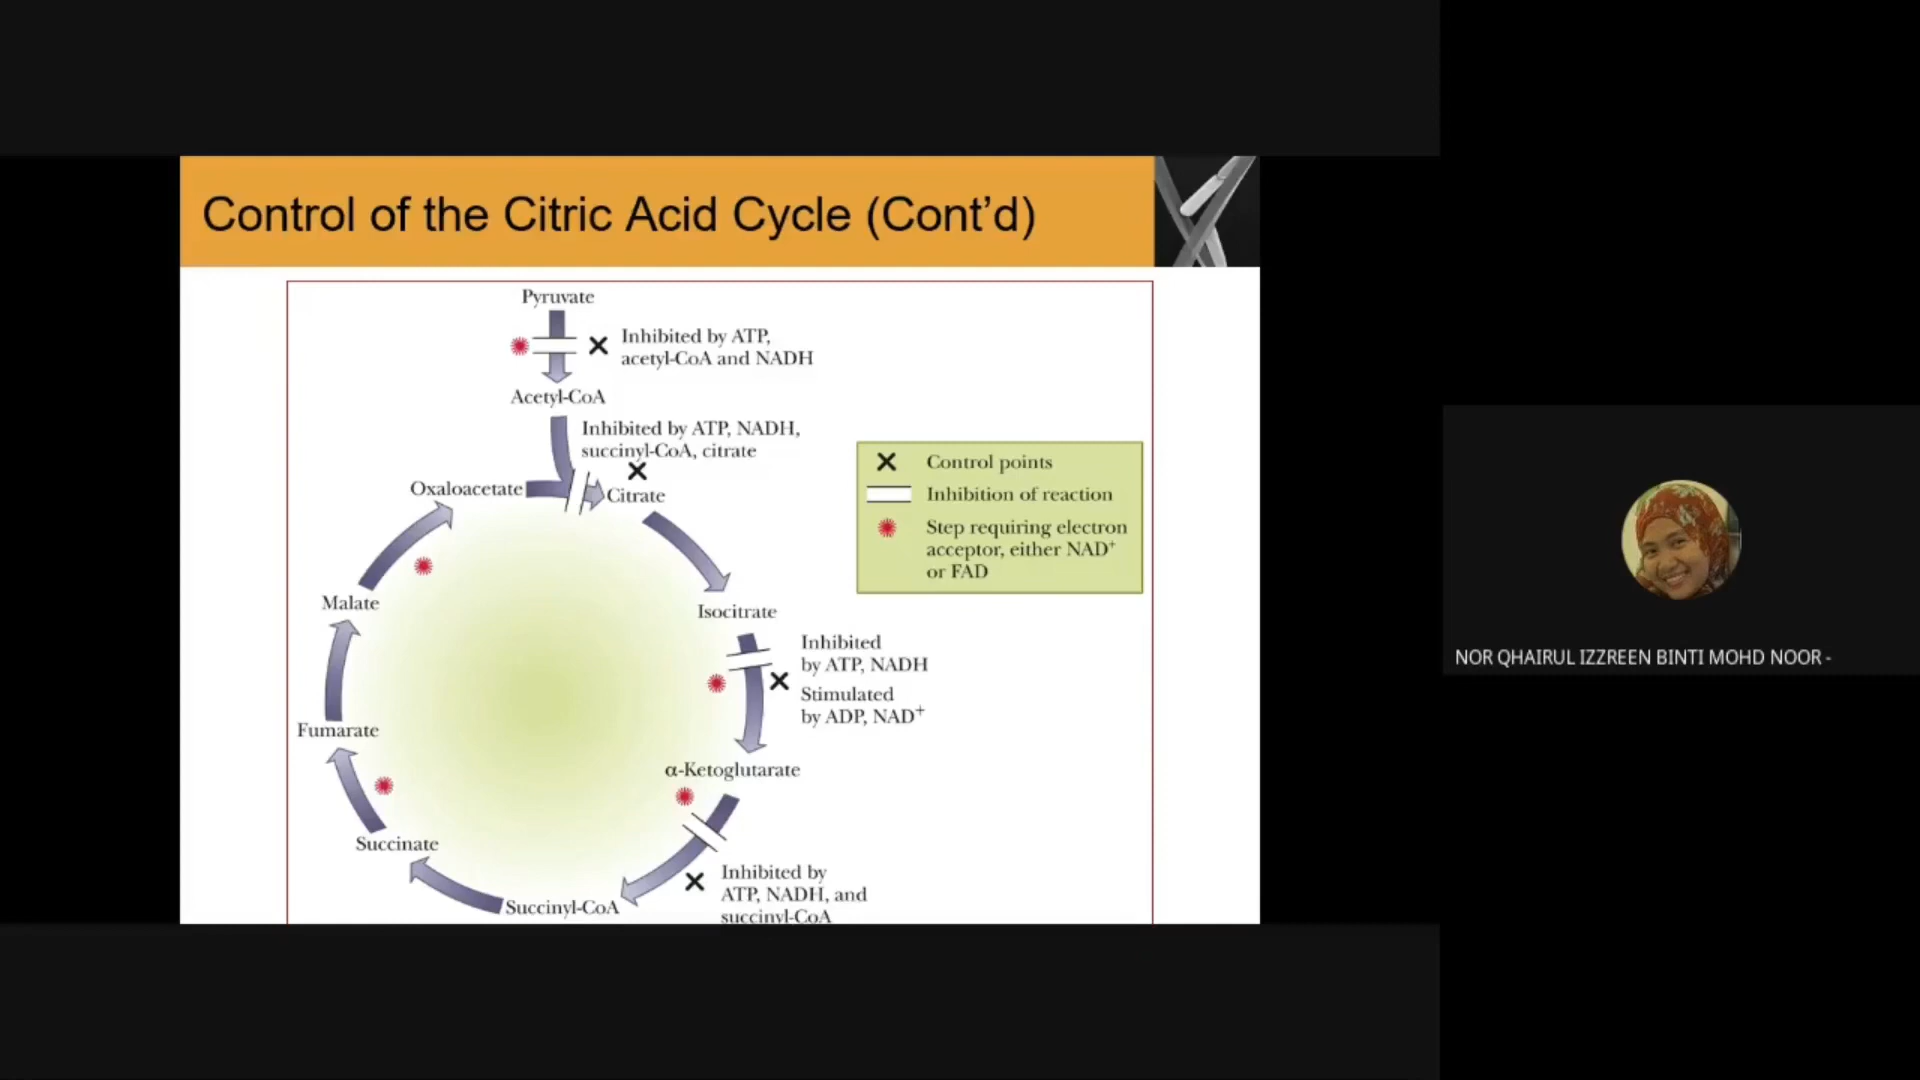 Control of the Citric Acid Cycle (Cont’d)
Pyruvate
Inhibited by ATP,
acetyl-CoA and NADH
Acetyl-CoA
Inhibited by ATP, NADH,
succinyl-CoA, citrate
Oxaloacetate
Citrate
Control points
Inhibition of reaction
Step requiring electron
acceptor, either NAD⁺
or FAD
Malate
Isocitrate
Inhibited
by ATP, NADH
Stimulated
by ADP, NAD⁺
Fumarate
α-Ketoglutarate
Succinate
Inhibited by
ATP, NADH, and
succinyl-CoA
Succinyl-CoA
NOR QHAIRUL IZZREEN BINTI MOHD NOOR -